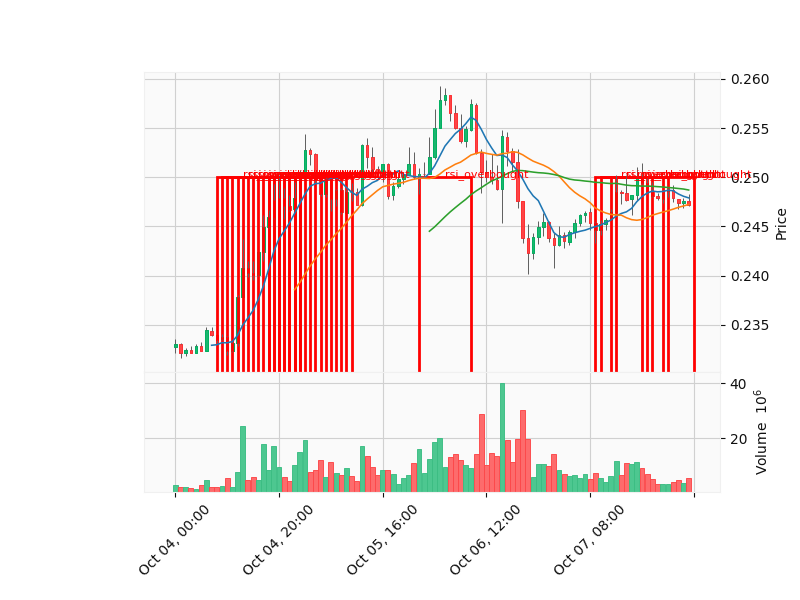 0.260
0.255
rsi_overbought
0.250
0.245
0.240
0.235
Price
40
20
Volume 10^6
Oct 04, 00:00
Oct 04, 20:00
Oct 05, 16:00
Oct 06, 12:00
Oct 07, 08:00